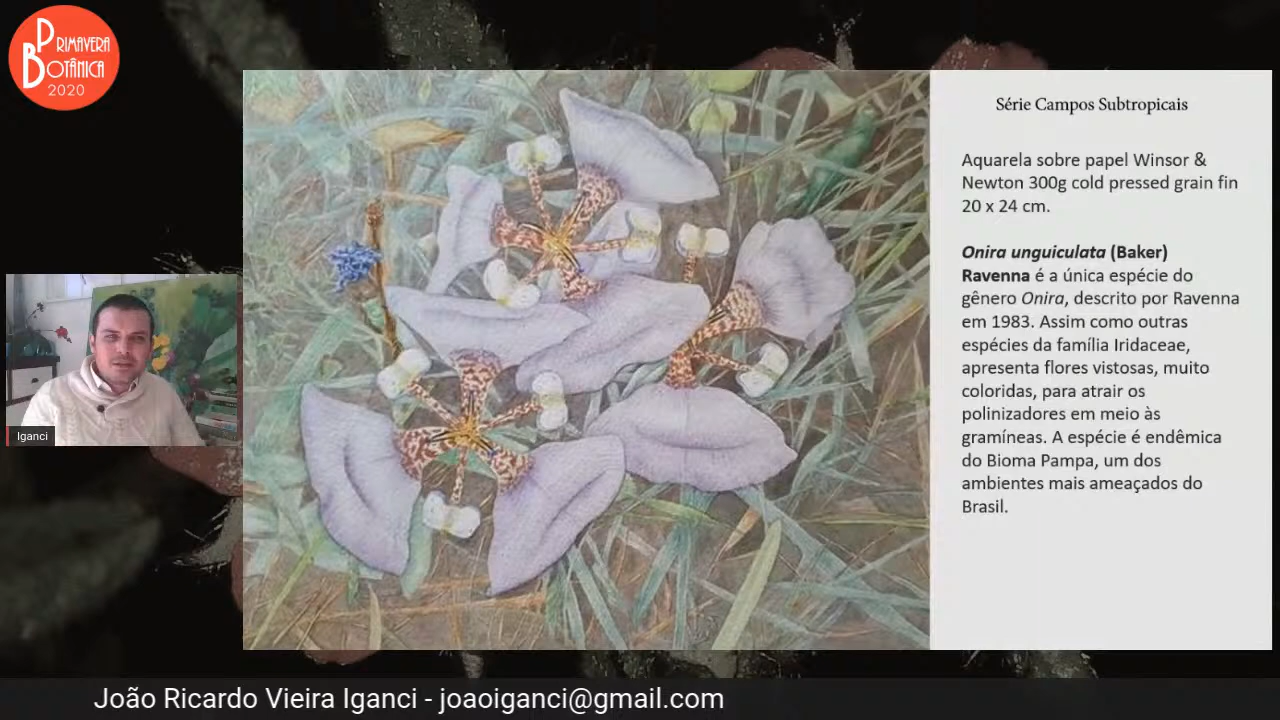 PRIMAVERA
BOTÂNICA
2020
Série Campos Subtropicais
Aquarela sobre papel Winsor &
Newton 300g cold pressed grain fin
20 x 24 cm.
Onira unguiculata (Baker)
Ravenna é a única espécie do
gênero Onira, descrito por Ravenna
em 1983. Assim como outras
espécies da família Iridaceae,
apresenta flores vistosas, muito
coloridas, para atrair os
polinizadores em meio às
gramíneas. A espécie é endêmica
do Bioma Pampa, um dos
ambientes mais ameaçados do
Brasil.
Iganci
João Ricardo Vieira Iganci - joaoiganci@gmail.com